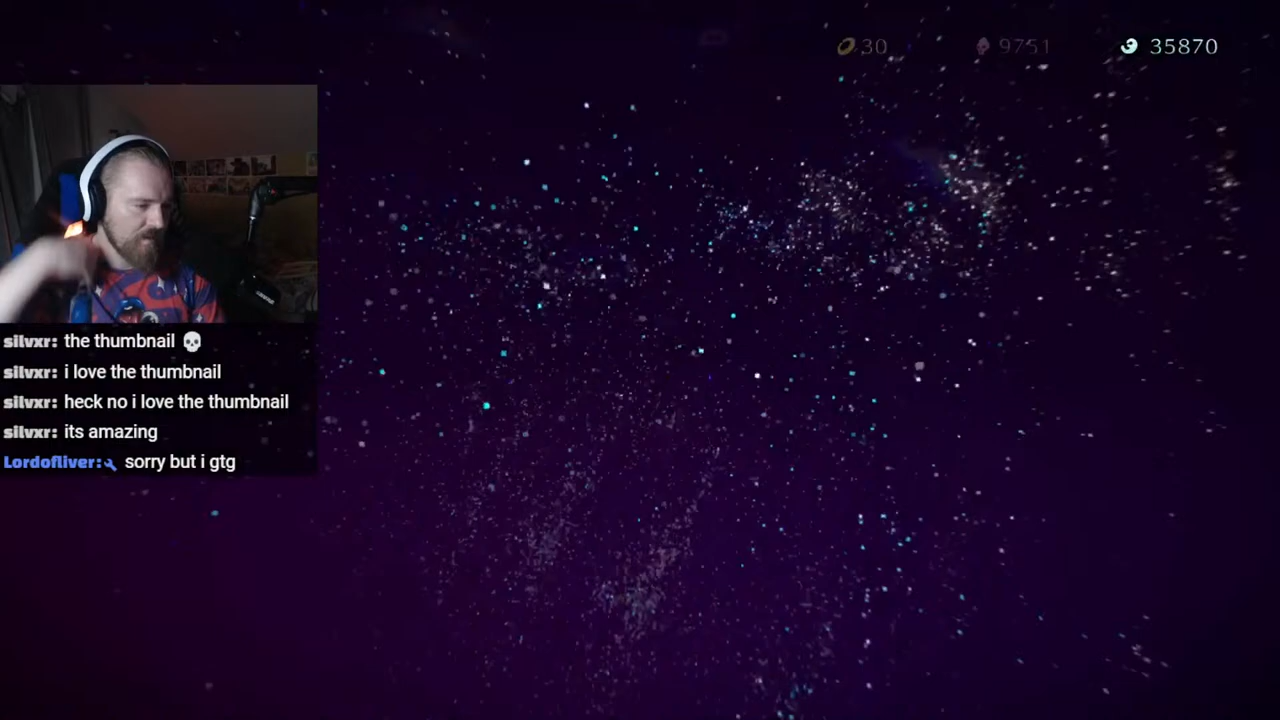 30 9751 35870
silvxr: the thumbnail 💀
silvxr: i love the thumbnail
silvxr: heck no i love the thumbnail
silvxr: its amazing
Lordofliver: sorry but i gtg